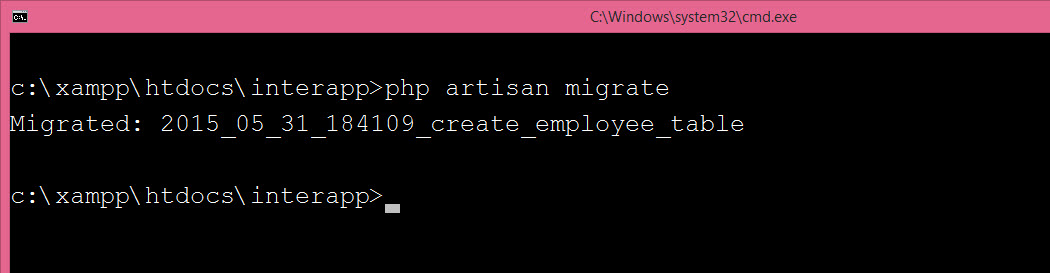 C:\Windows\system32\cmd.exe
c:\xampp\htdocs\interapp>php artisan migrate
Migrated: 2015_05_31_184109_create_employee_table
c:\xampp\htdocs\interapp>